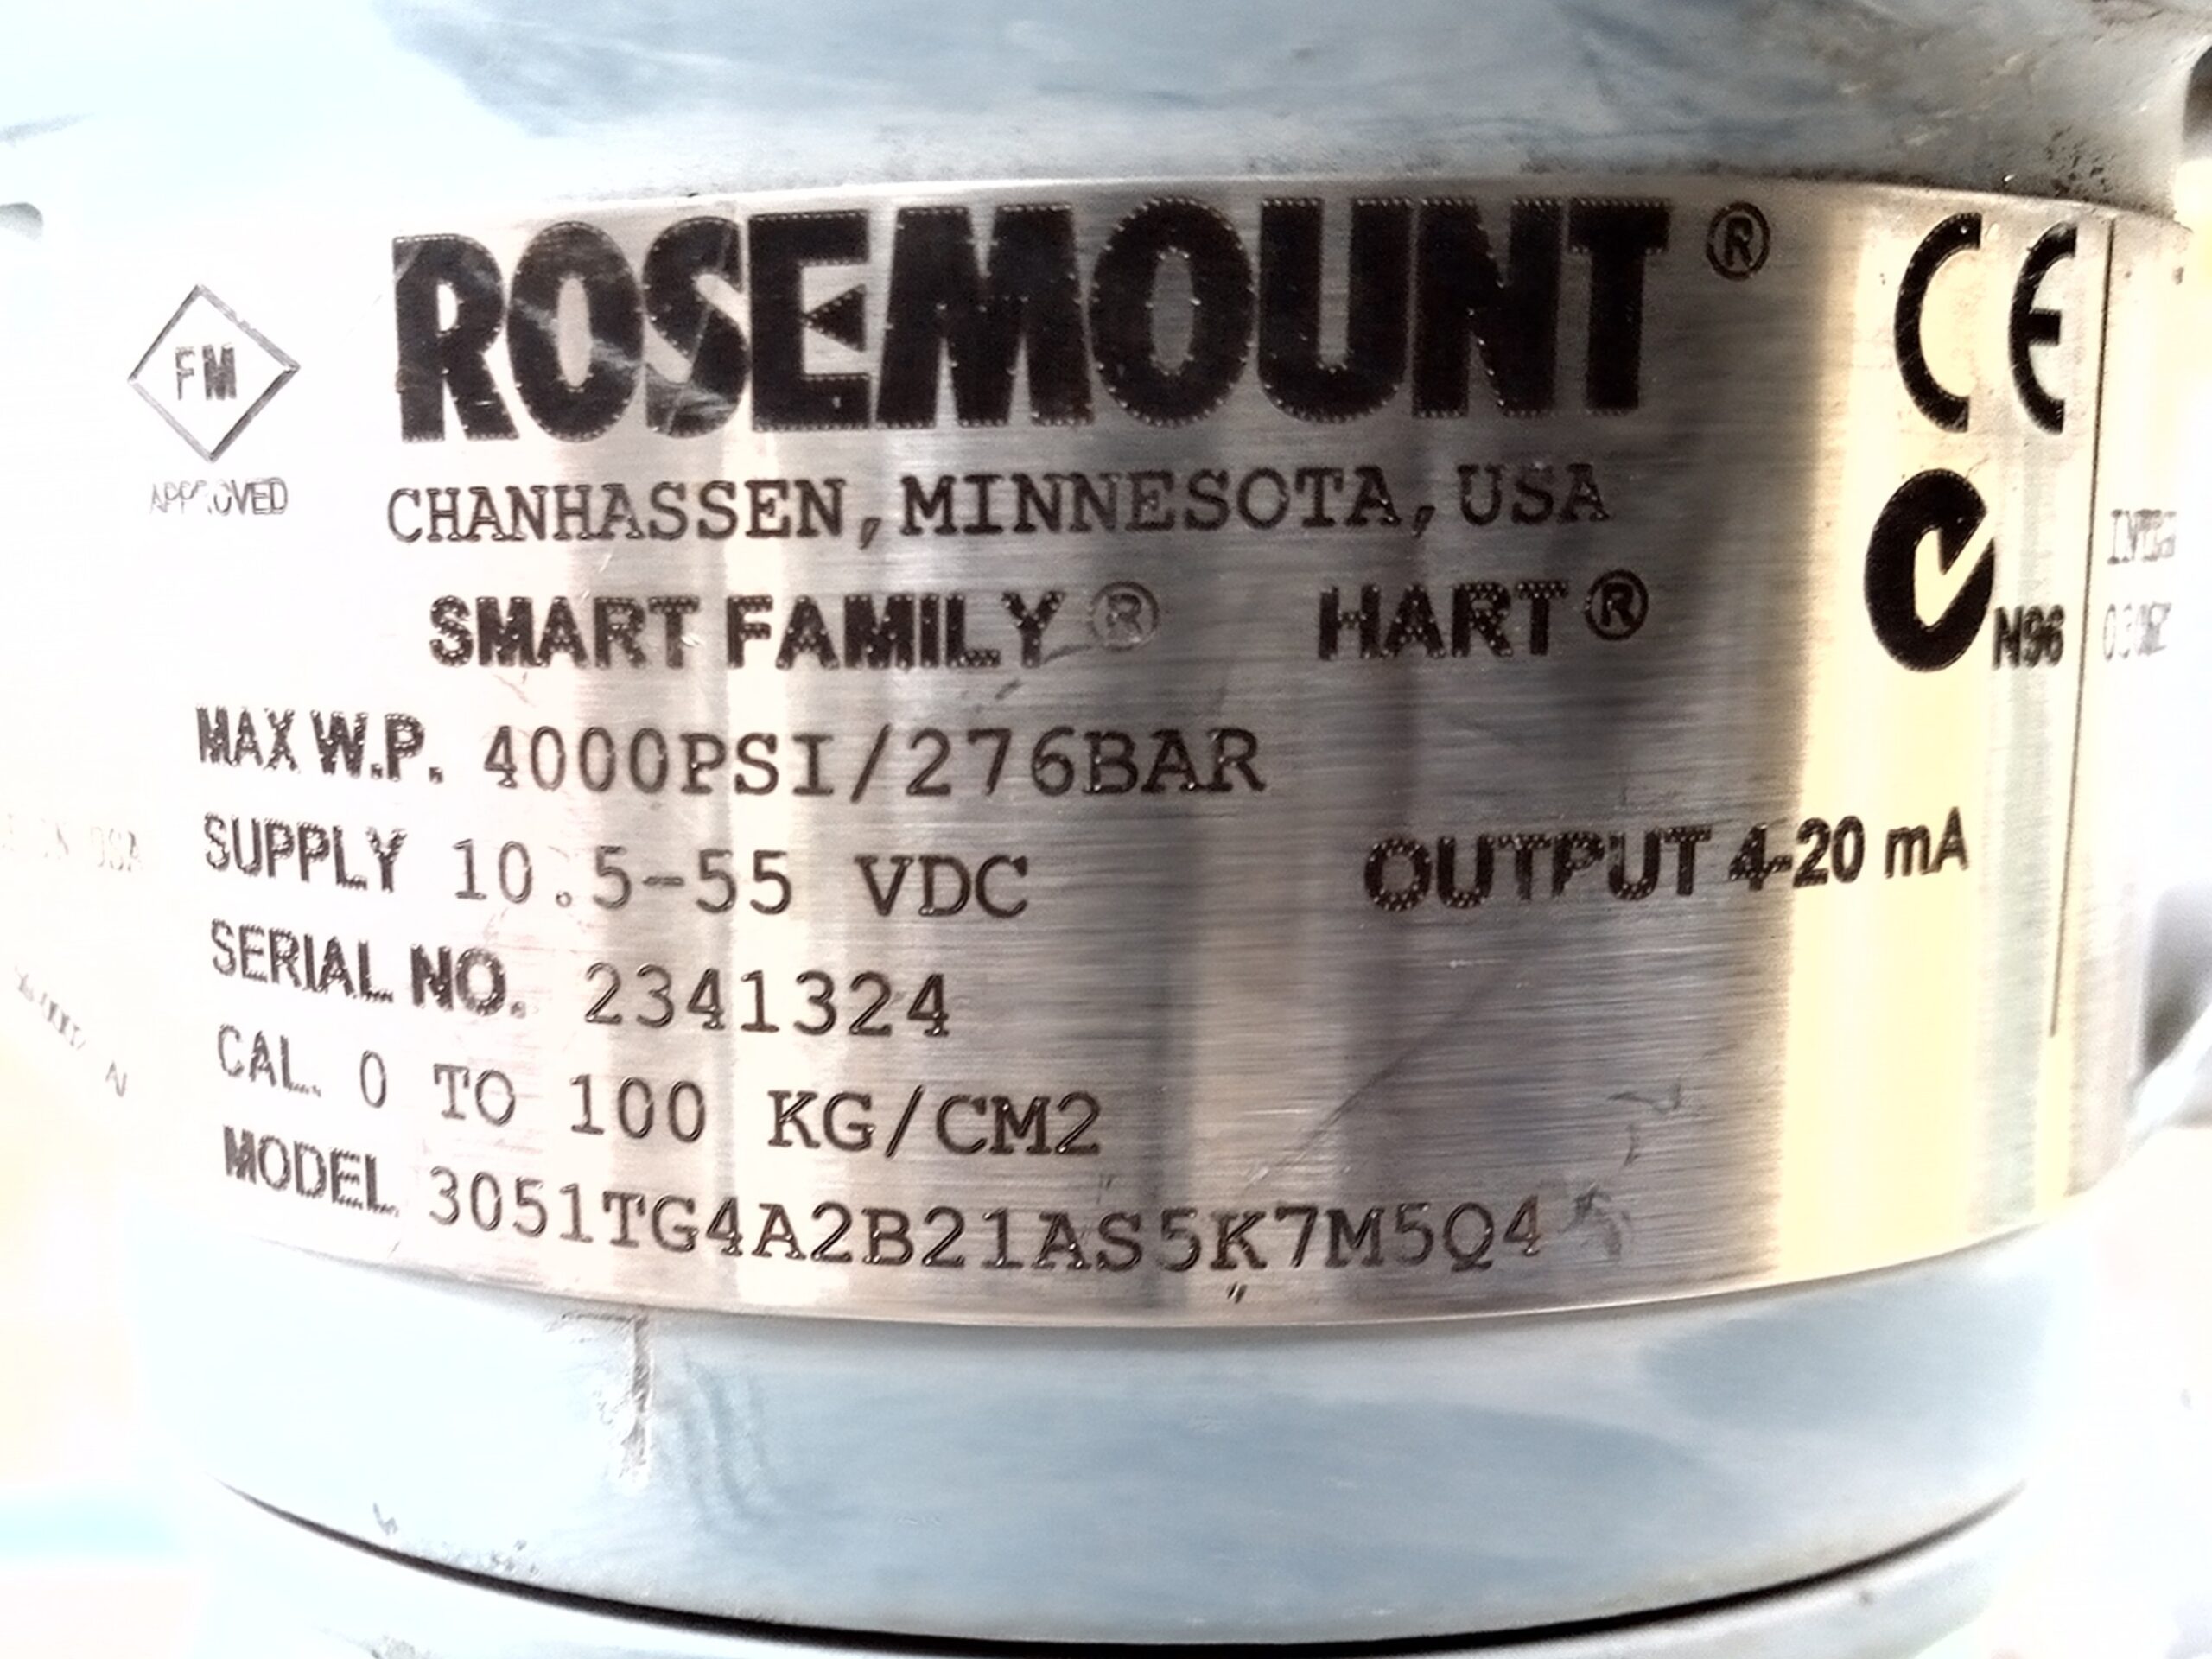 ROSEMOUNT®
CE
FM
APPROVED
CHANHASSEN, MINNESOTA, USA
SMART FAMILY® HART®
N96
MAX W.P. 4000PSI/276BAR
SUPPLY 10.5-55 VDC OUTPUT 4-20 mA
SERIAL NO. 2341324
CAL. 0 TO 100 KG/CM2
MODEL 3051TG4A2B21AS5K7M5Q4